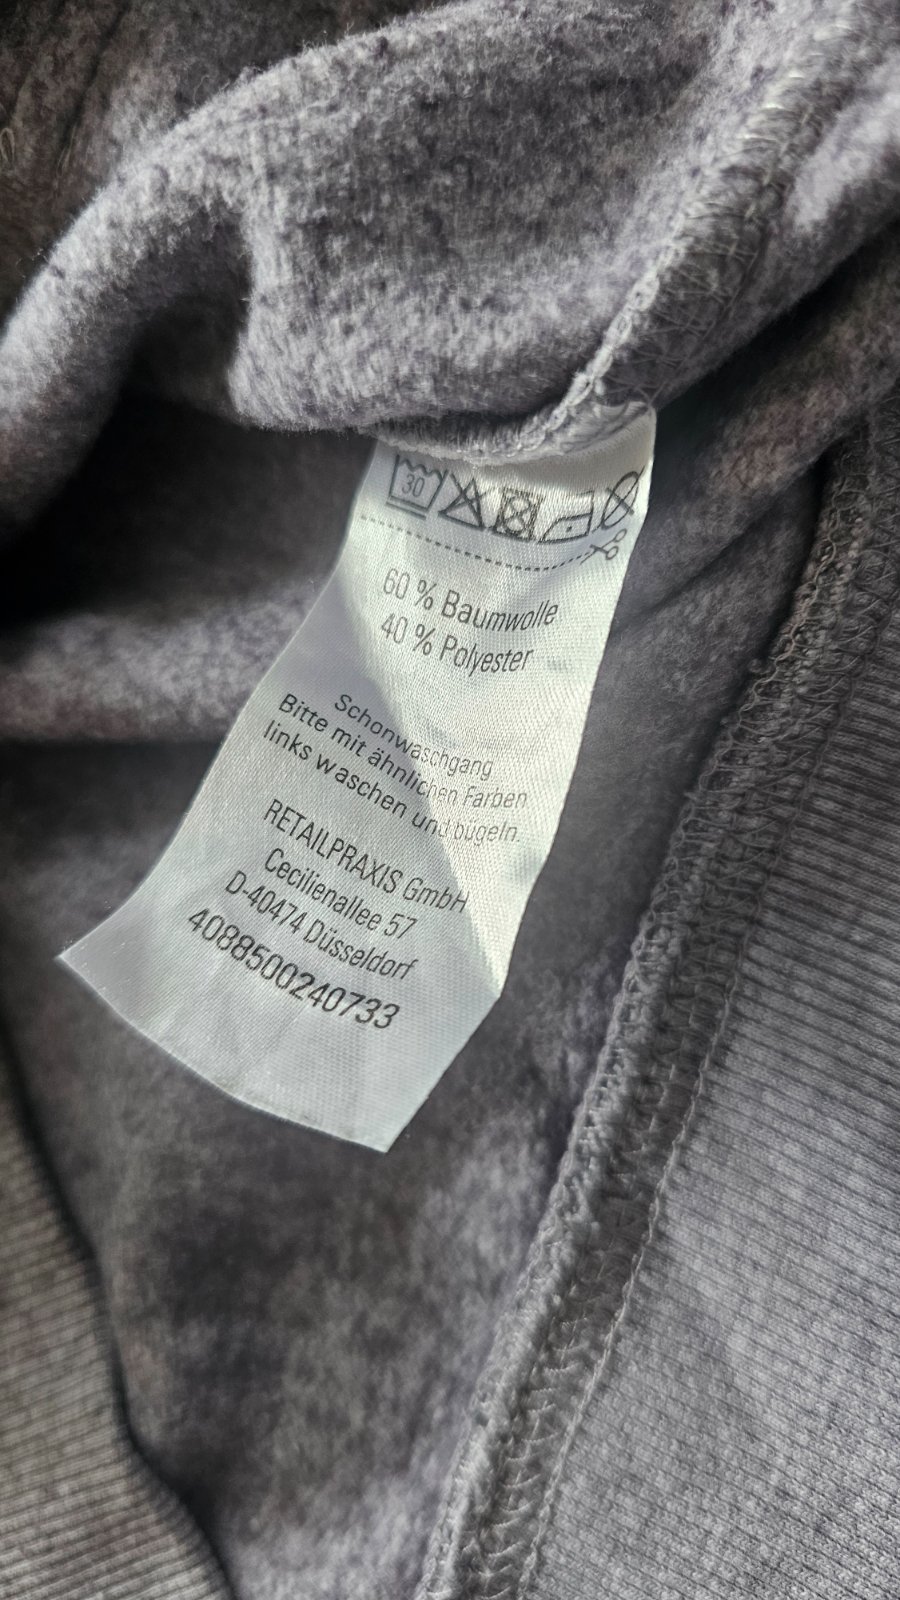 30
60 % Baumwolle
40 % Polyester
Schonwaschgang
Bitte mit ähnlichen Farben
links waschen und bügeln.
RETAILPRAXIS GmbH
Cecilienallee 57
D-40474 Düsseldorf
4088500240733